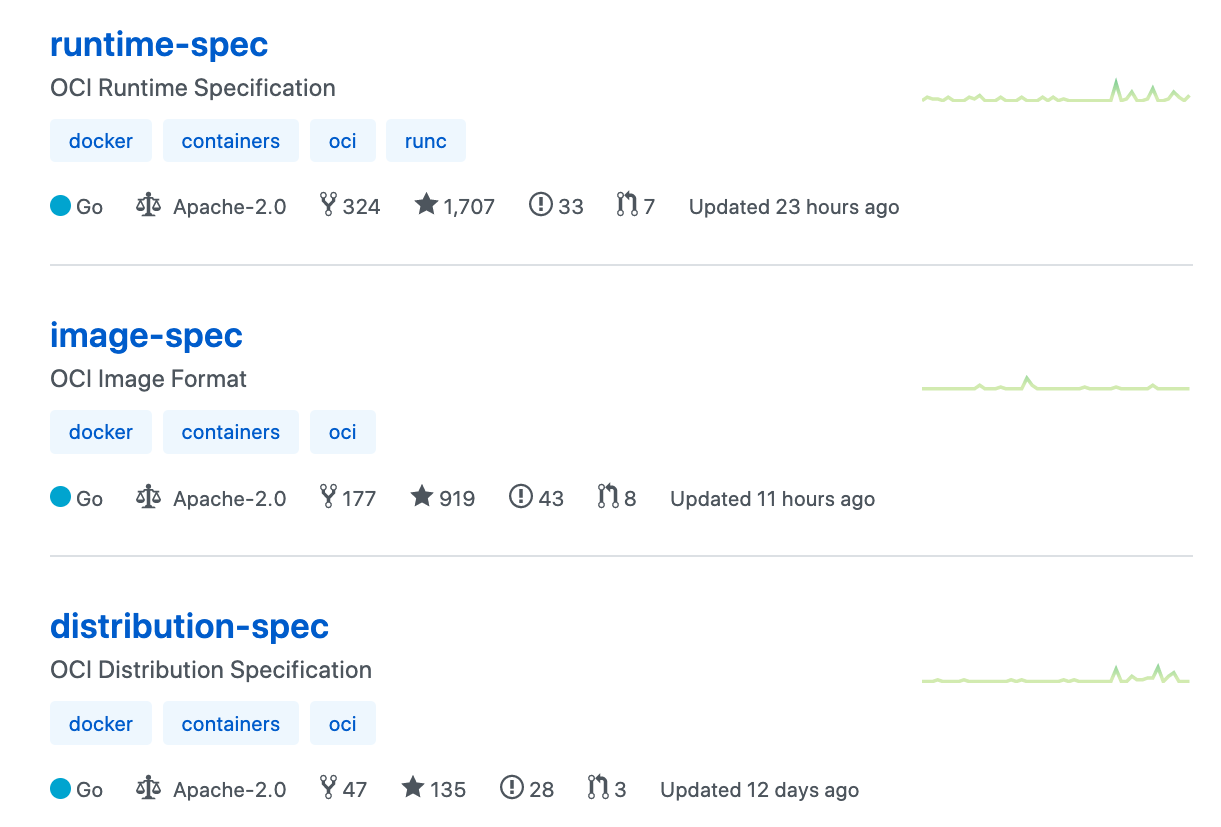 runtime-spec
OCI Runtime Specification
docker containers oci runc
Go Apache-2.0 324 1,707 33 7 Updated 23 hours ago
image-spec
OCI Image Format
docker containers oci
Go Apache-2.0 177 919 43 8 Updated 11 hours ago
distribution-spec
OCI Distribution Specification
docker containers oci
Go Apache-2.0 47 135 28 3 Updated 12 days ago